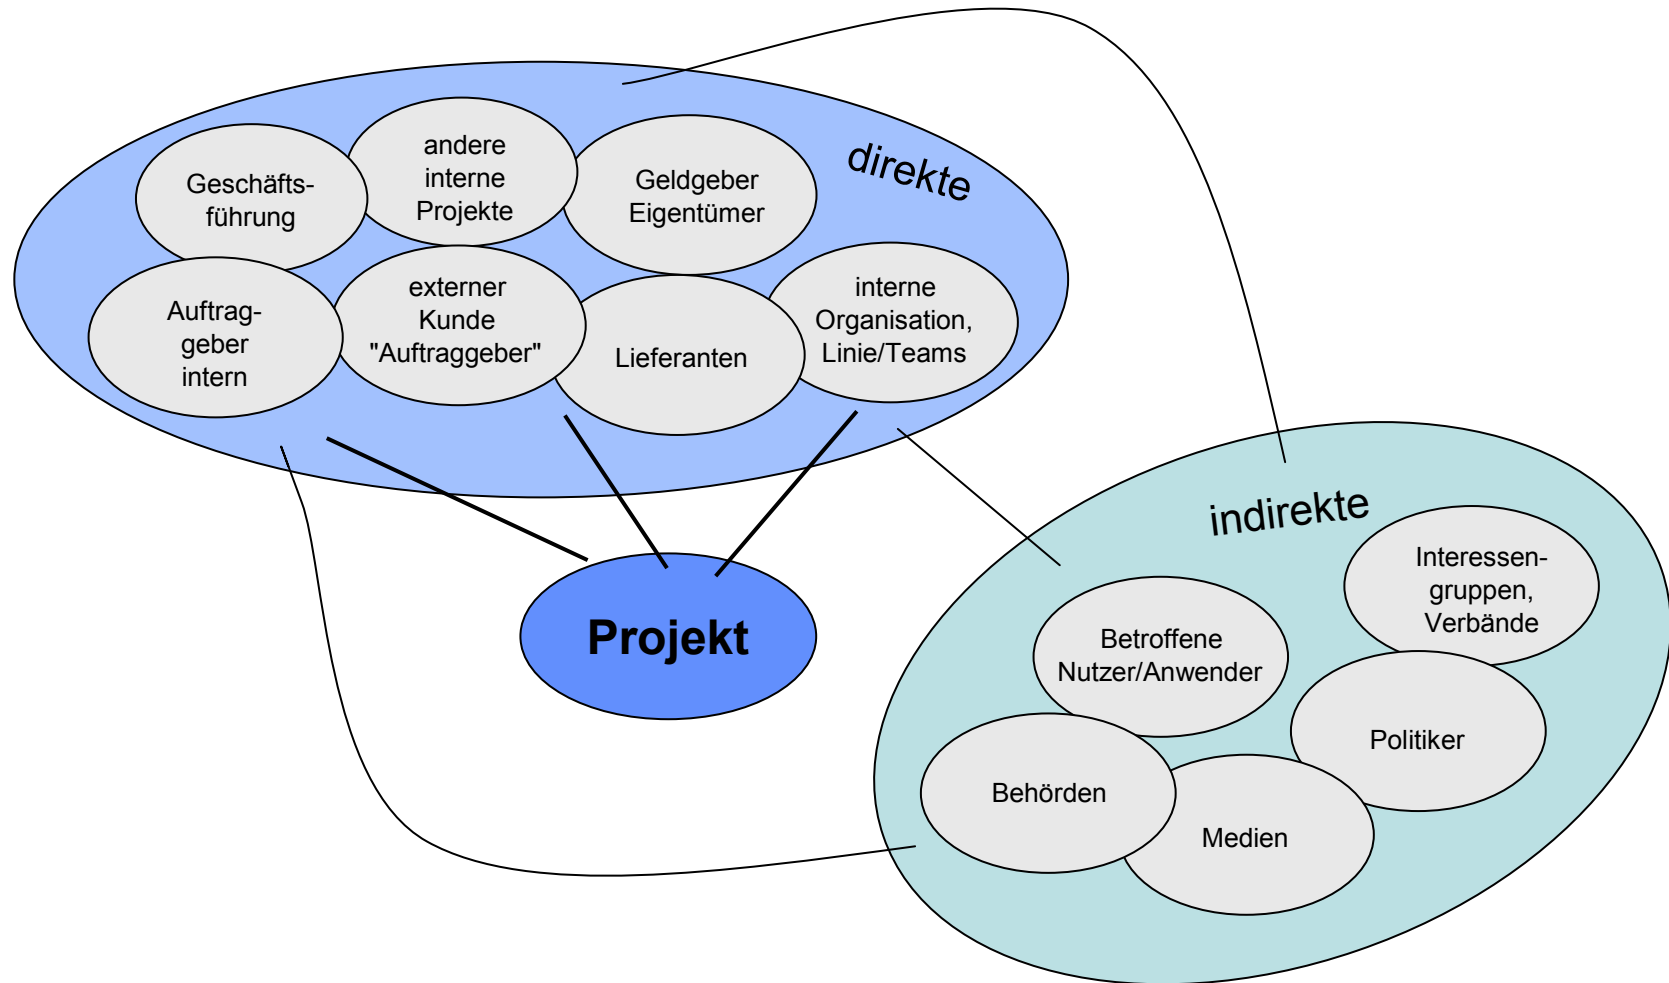 direkte
Geschäfts-
führung
andere
interne
Projekte
Geldgeber
Eigentümer
Auftrag-
geber
intern
externer
Kunde
"Auftraggeber"
Lieferanten
interne
Organisation,
Linie/Teams
Projekt
indirekte
Interessen-
gruppen,
Verbände
Betroffene
Nutzer/Anwender
Politiker
Behörden
Medien